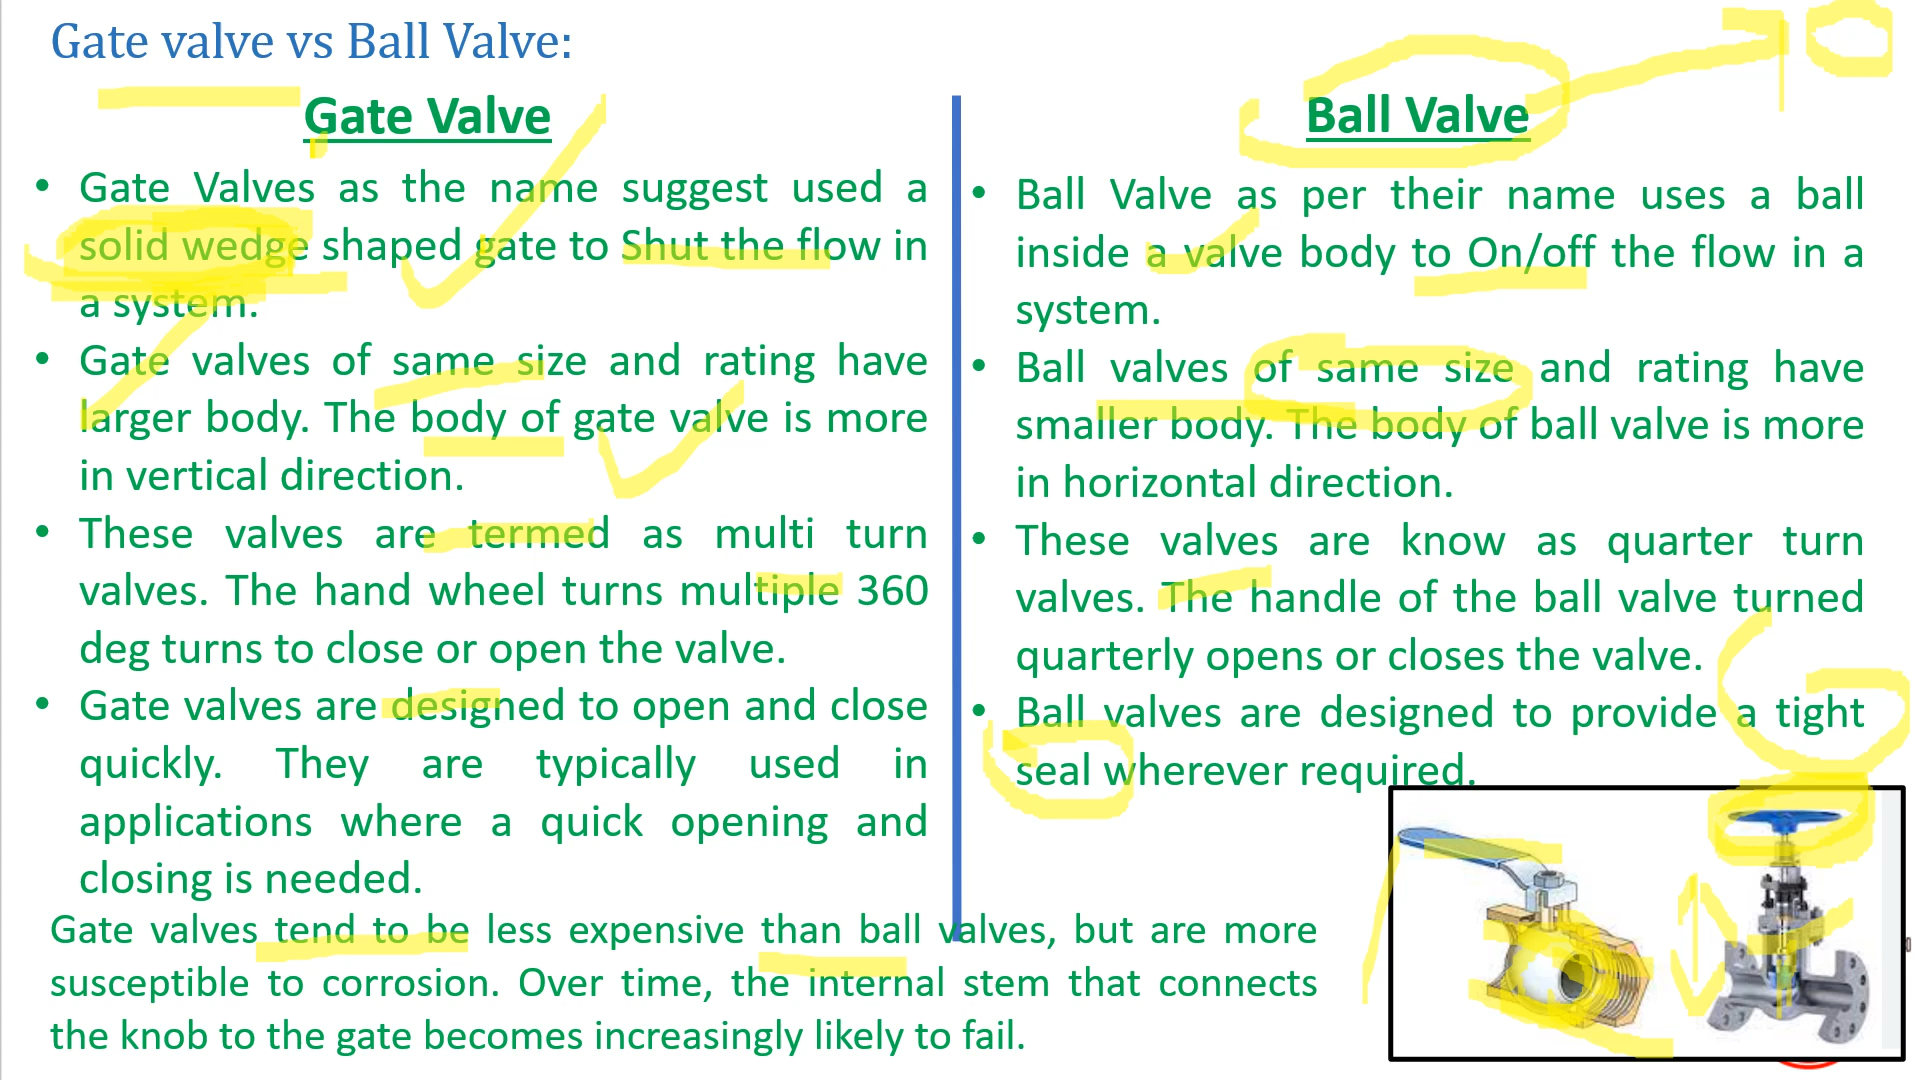 Gate valve vs Ball Valve:
Gate Valve
• Gate Valves as the name suggest used a
solid wedge shaped gate to Shut the flow in
a system.
• Gate valves of same size and rating have
larger body. The body of gate valve is more
in vertical direction.
• These valves are termed as multi turn
valves. The hand wheel turns multiple 360
deg turns to close or open the valve.
• Gate valves are designed to open and close
quickly. They are typically used in
applications where a quick opening and
closing is needed.
Ball Valve
• Ball Valve as per their name uses a ball
inside a valve body to On/off the flow in a
system.
• Ball valves of same size and rating have
smaller body. The body of ball valve is more
in horizontal direction.
• These valves are know as quarter turn
valves. The handle of the ball valve turned
quarterly opens or closes the valve.
• Ball valves are designed to provide a tight
seal wherever required.
Gate valves tend to be less expensive than ball valves, but are more
susceptible to corrosion. Over time, the internal stem that connects
the knob to the gate becomes increasingly likely to fail.